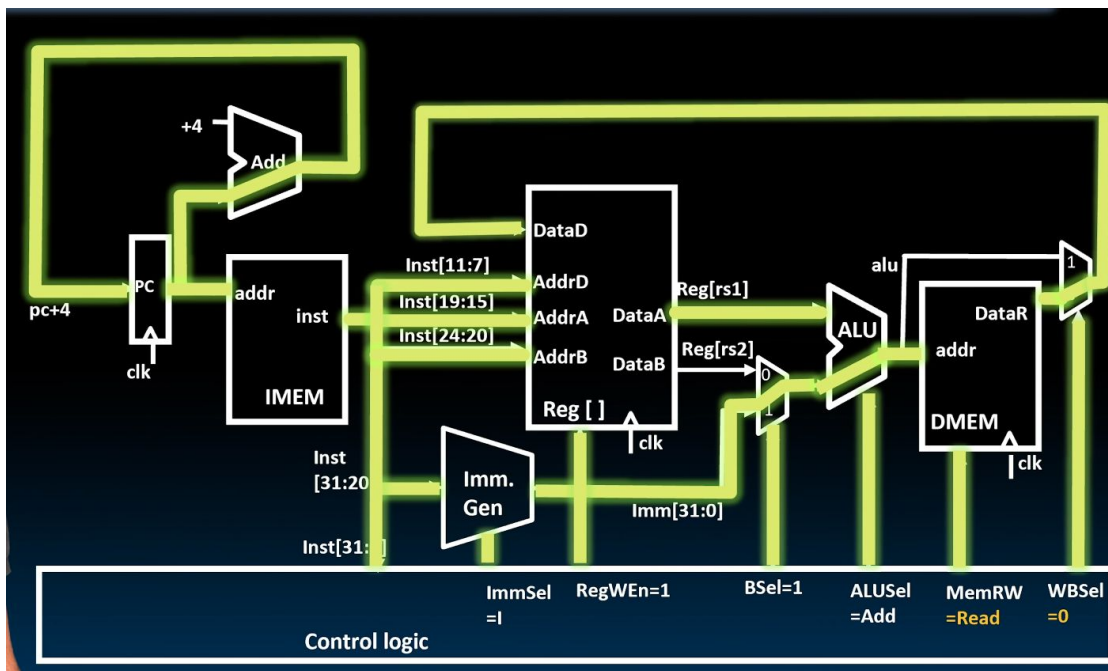 +4
Add
DataD
alu
1
PC
addr
inst
IMEM
pc+4
clk
Inst[11:7]
AddrD
Inst[19:15]
AddrA
Inst[24:20]
AddrB
DataA
DataB
Reg [ ]
clk
Reg[rs1]
Reg[rs2]
0
1
ALU
DataR
addr
DMEM
clk
Inst
[31:20
Imm.
Gen
Imm[31:0]
Inst[31:
ImmSel
=I
RegWEn=1
BSel=1
ALUSel
=Add
MemRW
=Read
WBSel
=0
Control logic